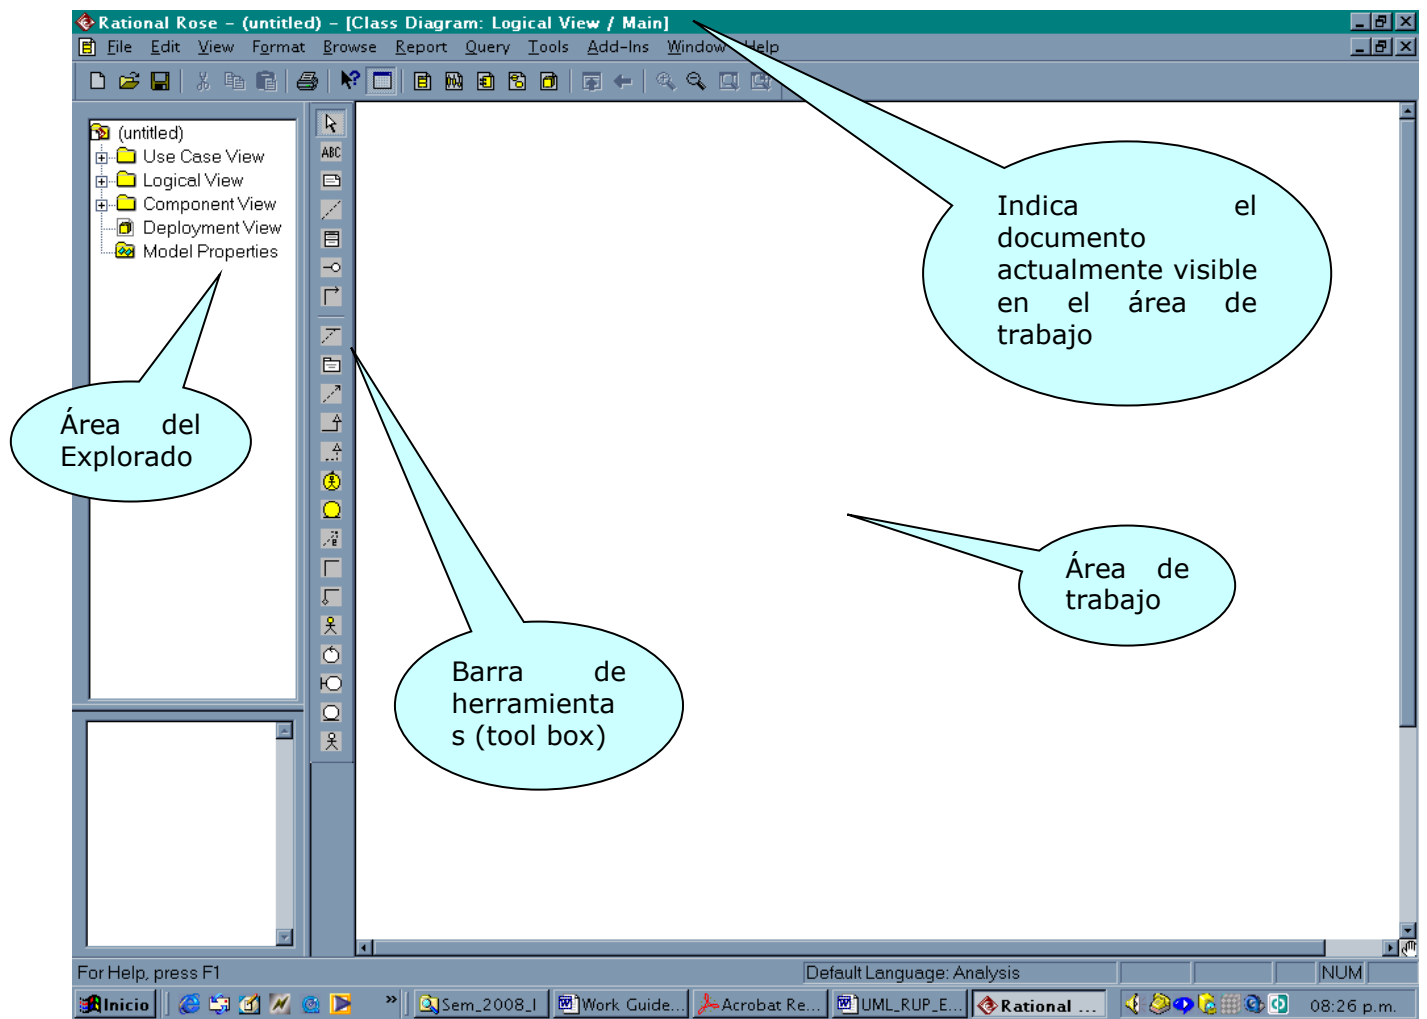 Rational Rose – (untitled) – [Class Diagram: Logical View / Main]
File Edit View Format Browse Report Query Tools Add-Ins Window Help
(untitled)
Use Case View
Logical View
Component View
Deployment View
Model Properties
ABC
Indica el
documento
actualmente visible
en el área de
trabajo
Área del
Explorado
Área de
trabajo
Barra de
herramienta
s (tool box)
For Help, press F1
Default Language: Analysis
NUM
Inicio
»
Sem_2008_I
Work Guide...
Acrobat Re...
UML_RUP_E...
Rational ...
08:26 p.m.